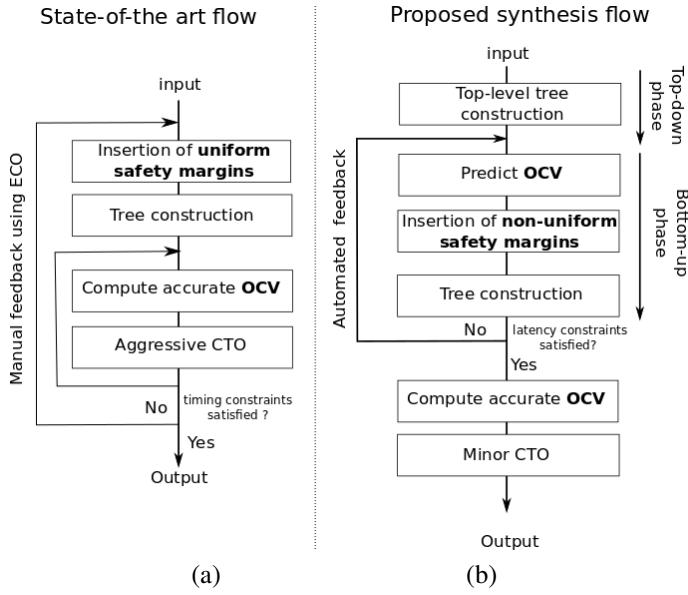 State-of-the art flow
input
Insertion of uniform
safety margins
Tree construction
Compute accurate OCV
Aggressive CTO
No
timing constraints
satisfied ?
Yes
Output
Manual feedback using ECO
(a)
Proposed synthesis flow
input
Top-level tree
construction
Predict OCV
Insertion of non-uniform
safety margins
Tree construction
No
latency constraints
satisfied?
Yes
Compute accurate OCV
Minor CTO
Output
Automated feedback
Top-down
phase
Bottom-up
phase
(b)